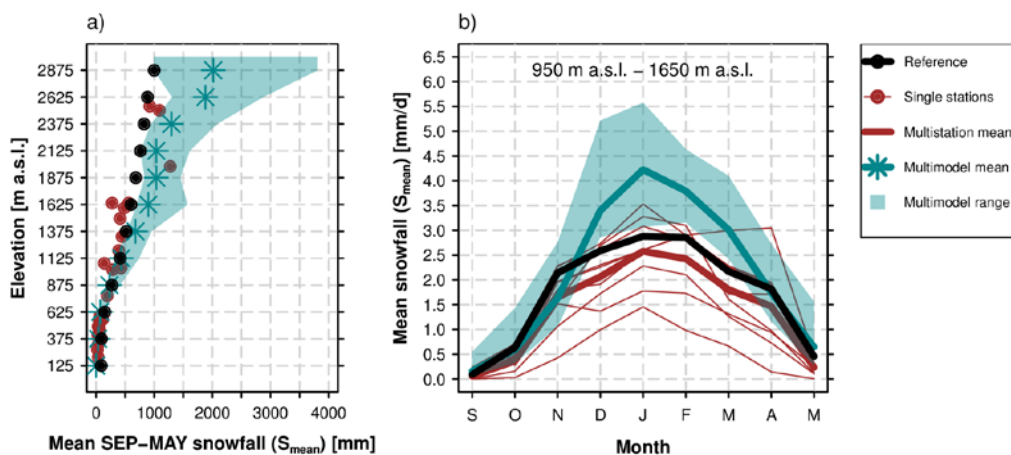 a)
Elevation [m a.s.l.]
2875
2625
2375
2125
1875
1625
1375
1125
875
625
375
125
0 1000 2000 3000 4000
Mean SEP−MAY snowfall (Smean) [mm]
b)
950 m a.s.l. − 1650 m a.s.l.
Mean snowfall (Smean) [mm/d]
6.5
6.0
5.5
5.0
4.5
4.0
3.5
3.0
2.5
2.0
1.5
1.0
0.5
0.0
S O N D J F M A M
Month
Reference
Single stations
Multistation mean
Multimodel mean
Multimodel range